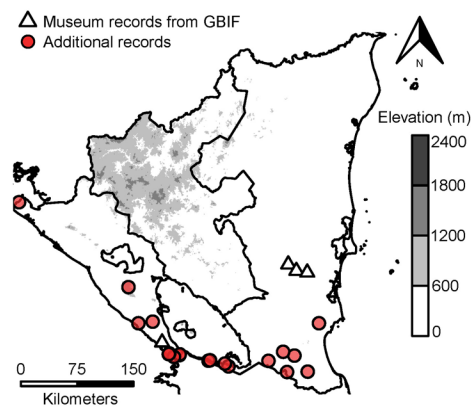 Museum records from GBIF
Additional records
N
Elevation (m)
2400
1800
1200
600
0
0 75 150
Kilometers